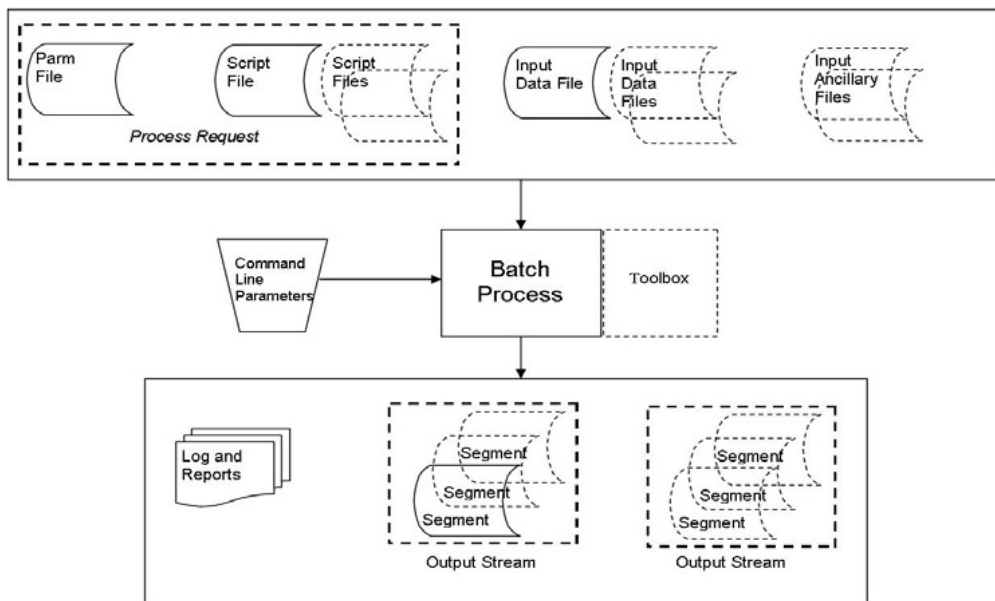 Parm
File
Script
File
Script
Files
Input
Data File
Input
Data
Files
Input
Ancillary
Files
Process Request
Command
Line
Parameters
Batch
Process
Toolbox
Log and
Reports
Segment
Segment
Segment
Output Stream
Segment
Segment
Segment
Output Stream